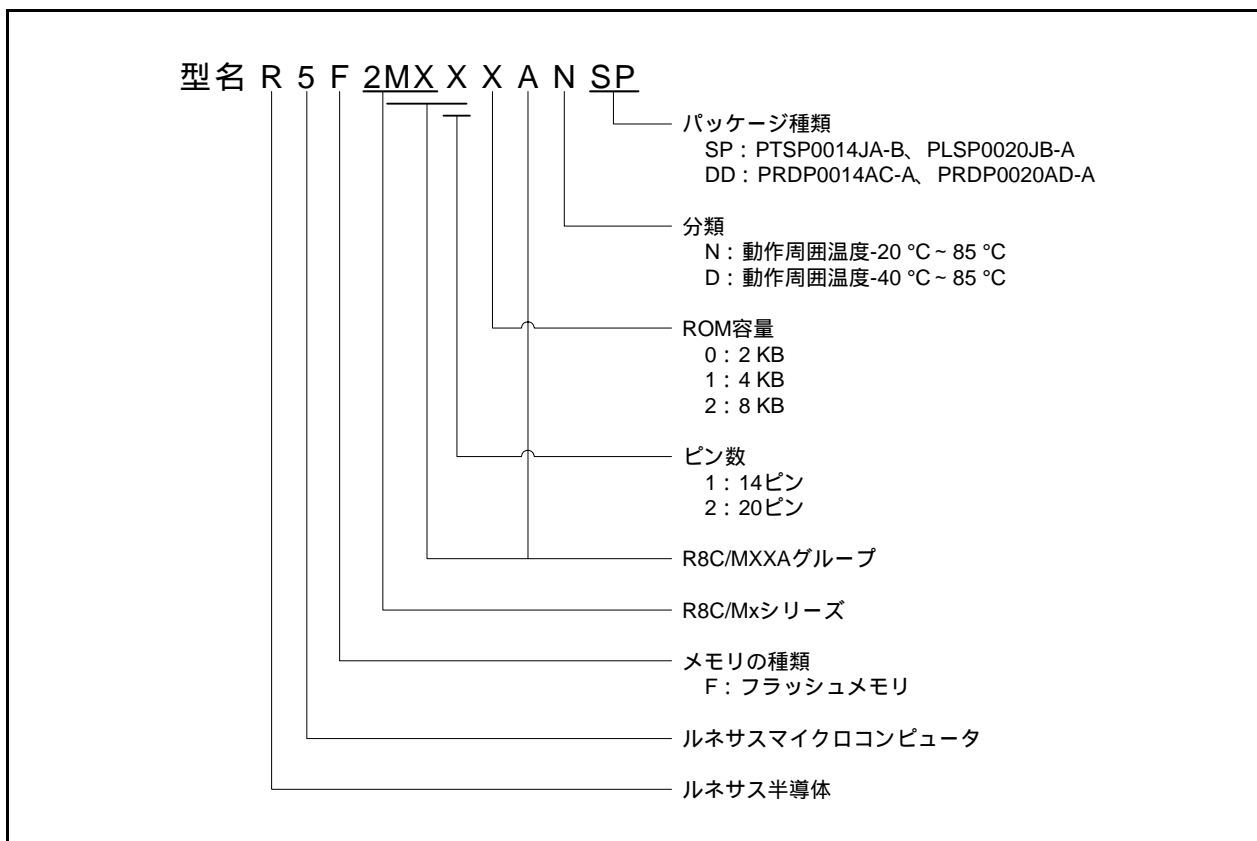 型名 R 5 F 2MX X X A N SP
パッケージ種類
SP : PTSP0014JA-B、PLSP0020JB-A
DD : PRDP0014AC-A、PRDP0020AD-A
分類
N : 動作周囲温度-20 °C ~ 85 °C
D : 動作周囲温度-40 °C ~ 85 °C
ROM容量
0 : 2 KB
1 : 4 KB
2 : 8 KB
ピン数
1 : 14ピン
2 : 20ピン
R8C/MXXAグループ
R8C/Mxシリーズ
メモリの種類
F : フラッシュメモリ
ルネサスマイクロコンピュータ
ルネサス半導体